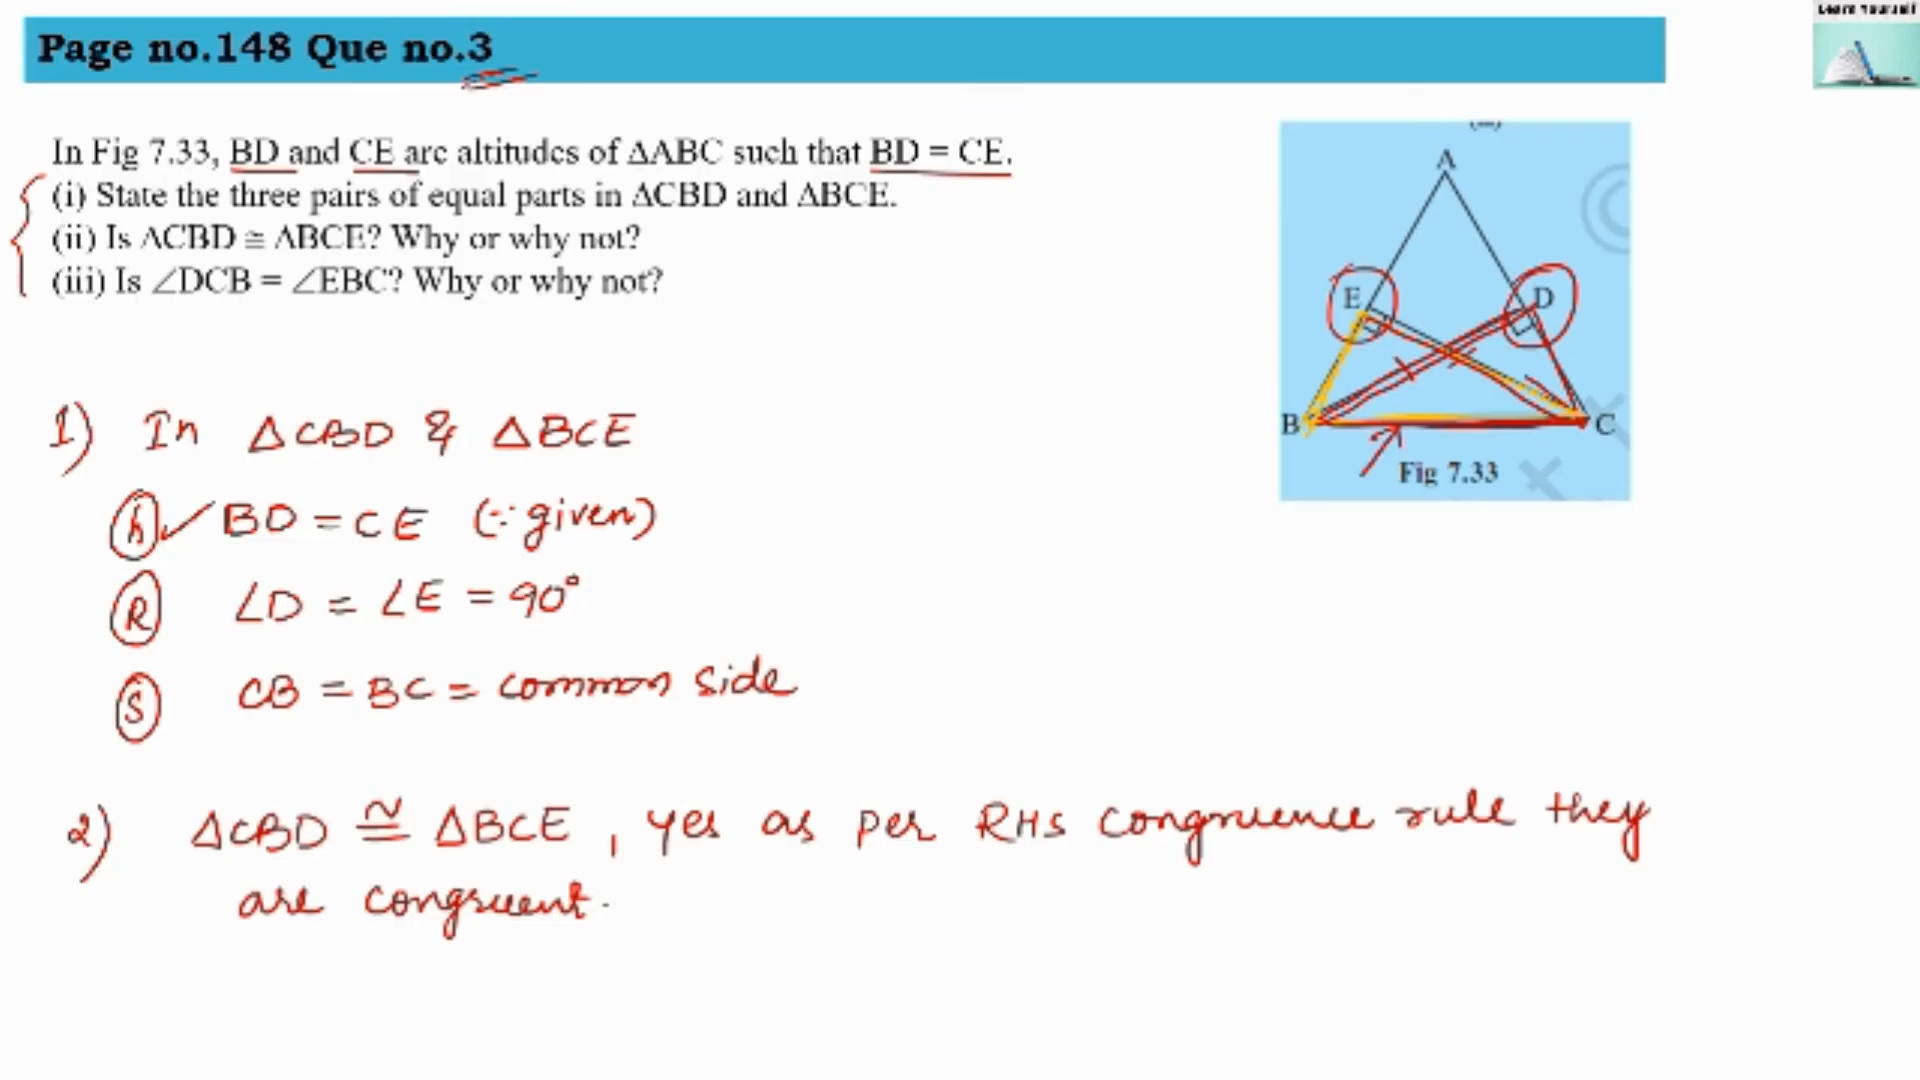 Learn Yourself
Page no.148 Que no.3
In Fig 7.33, BD and CE are altitudes of ΔABC such that BD = CE.
(i) State the three pairs of equal parts in ΔCBD and ΔBCE.
(ii) Is ΔCBD ≅ ΔBCE? Why or why not?
(iii) Is ∠DCB = ∠EBC? Why or why not?
A
E D
B C
Fig 7.33
1) In ΔCBD & ΔBCE
✓ BD = CE (∵ given)
R ∠D = ∠E = 90°
S CB = BC = common side
2) ΔCBD ≅ ΔBCE , yes as per RHS congruence rule they
are congruent.